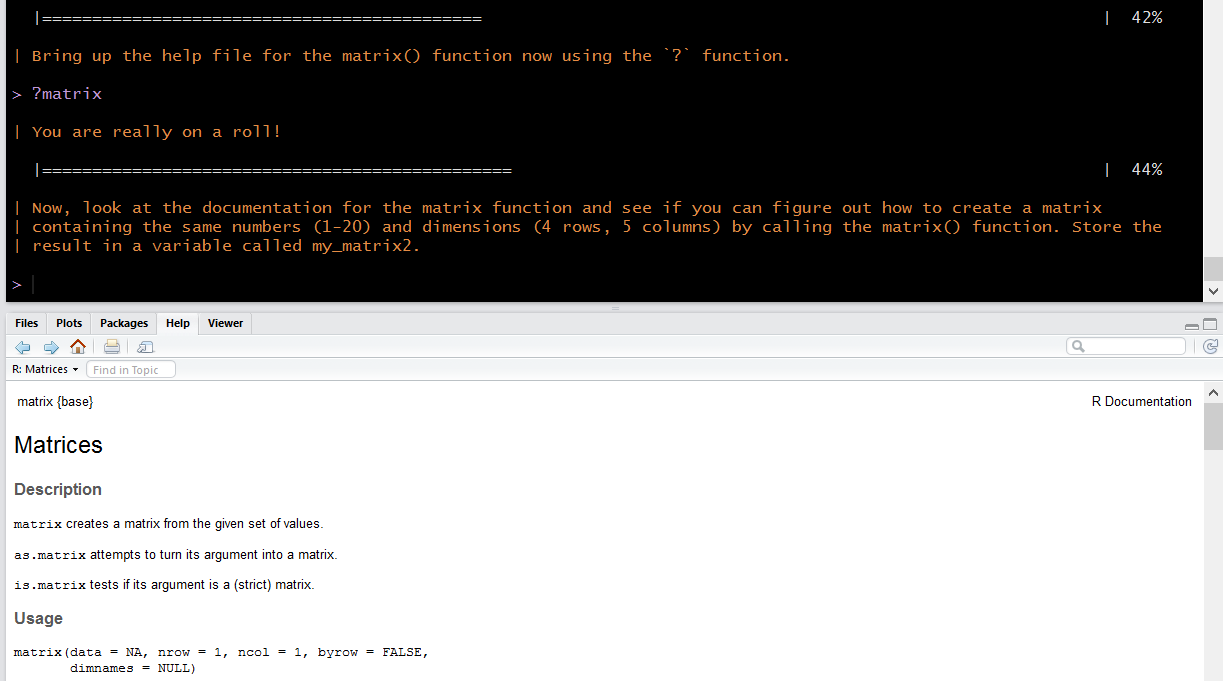 |============================================ | 42%
| Bring up the help file for the matrix() function now using the `?` function.
> ?matrix
| You are really on a roll!
|=============================================== | 44%
| Now, look at the documentation for the matrix function and see if you can figure out how to create a matrix
| containing the same numbers (1-20) and dimensions (4 rows, 5 columns) by calling the matrix() function. Store the
| result in a variable called my_matrix2.
>
Files Plots Packages Help Viewer
R: Matrices Find in Topic
matrix {base} R Documentation
Matrices
Description
matrix creates a matrix from the given set of values.
as.matrix attempts to turn its argument into a matrix.
is.matrix tests if its argument is a (strict) matrix.
Usage
matrix(data = NA, nrow = 1, ncol = 1, byrow = FALSE,
dimnames = NULL)